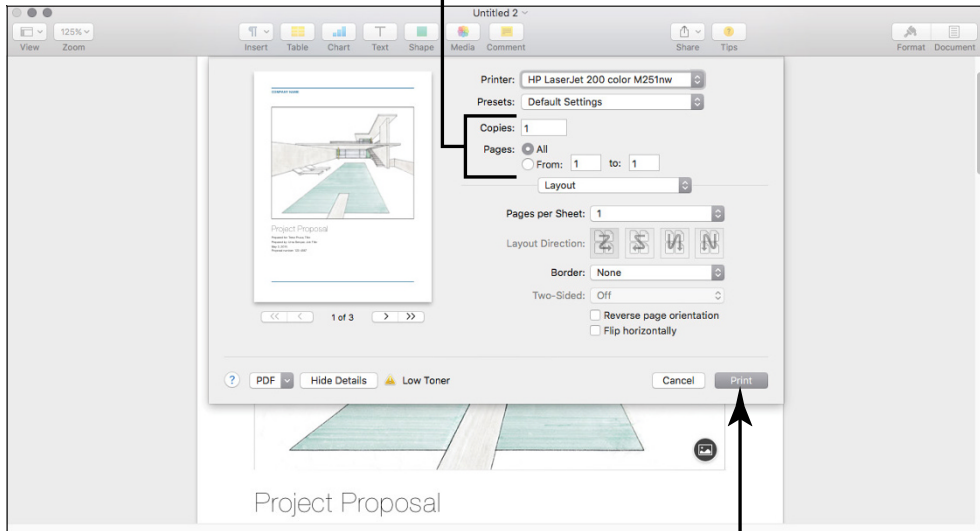 Untitled 2
125%
View Zoom Insert Table Chart Text Shape Media Comment Share Tips Format Document
Printer: HP LaserJet 200 color M251nw
Presets: Default Settings
Copies: 1
Pages: All
From: 1 to: 1
Layout
Pages per Sheet: 1
Layout Direction:
Border: None
Two-Sided: Off
Reverse page orientation
Flip horizontally
COMPANY NAME
Project Proposal
<< < 1 of 3 > >>
? PDF Hide Details Low Toner Cancel Print
Project Proposal